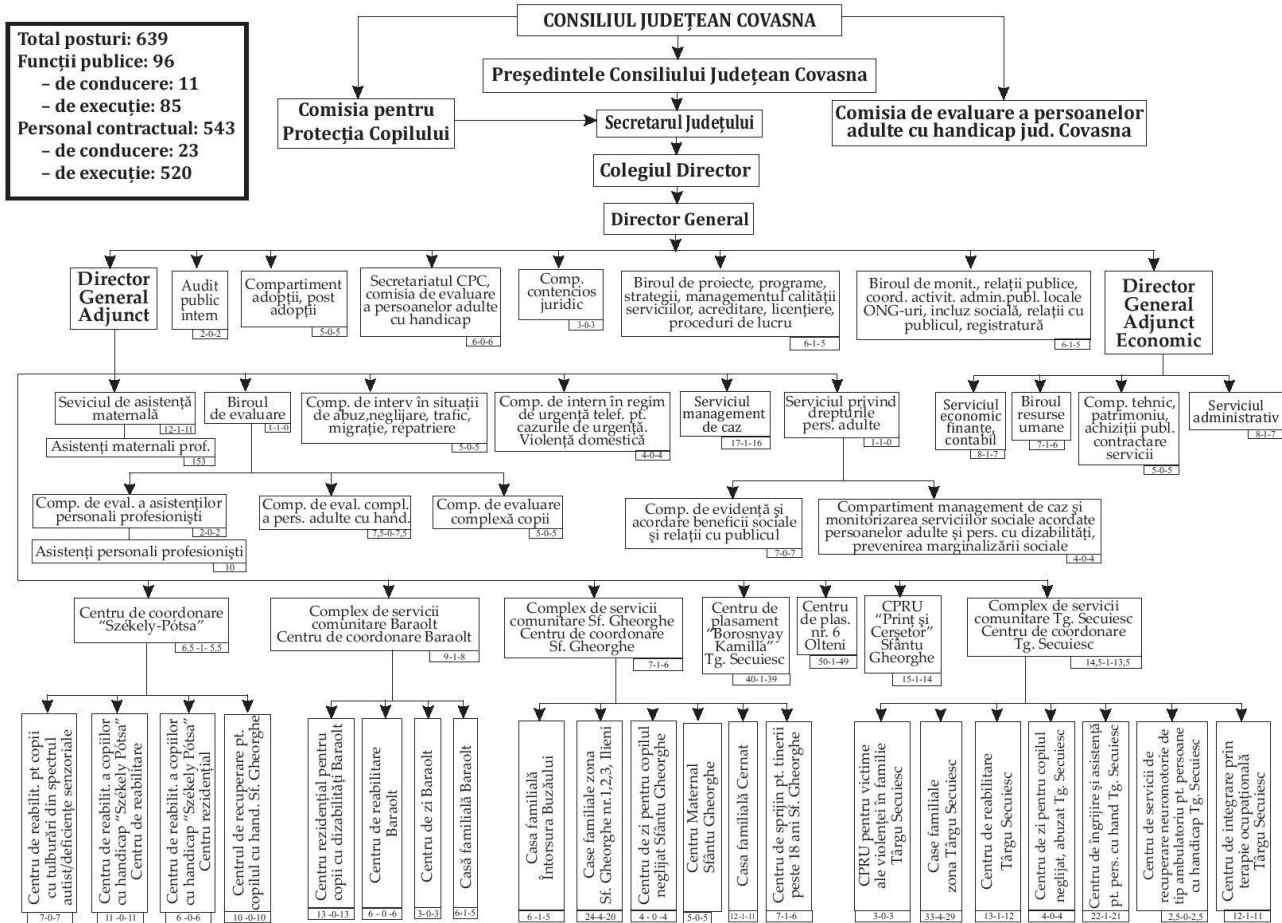 CONSILIUL JUDEȚEAN COVASNA
Total posturi: 639
Funcții publice: 96
– de conducere: 11
– de execuție: 85
Personal contractual: 543
– de conducere: 23
– de execuție: 520
Președintele Consiliului Județean Covasna
Comisia pentru
Protecția Copilului
Secretarul Județului
Comisia de evaluare a persoanelor
adulte cu handicap jud. Covasna
Colegiul Director
Director General
Director
General
Adjunct
Audit
public
intern
2-0-2
Compartiment
adopții, post
adopții
5-0-5
Secretariatul CPC,
comisia de evaluare
a persoanelor adulte
cu handicap
6-0-6
Comp.
contencios
juridic
3-0-3
Biroul de proiecte, programe,
strategii, managementul calității
serviciilor, acreditare, licențiere,
proceduri de lucru
6-1-5
Biroul de monit., relații publice,
coord. activit. admin.publ. locale
ONG-uri, incluz socială, relații cu
publicul, registratură
6-1-5
Director
General
Adjunct
Economic
Seviciul de asistență
maternală
12-1-11
Asistenți maternali prof.
153
Biroul
de evaluare
1-1-0
Comp. de interv în situații
de abuz,neglijare, trafic,
migrație, repatriere
5-0-5
Comp. de intern în regim
de urgență telef. pt.
cazurile de urgență.
Violență domestică
4-0-4
Serviciul
management
de caz
17-1-16
Serviciul privind
drepturile
pers. adulte
1-1-0
Serviciul
economic
finanțe,
contabil
8-1-7
Biroul
resurse
umane
7-1-6
Comp. tehnic,
patrimoniu,
achiziții publ.
contractare
servicii
5-0-5
Serviciul
administrativ
8-1-7
Comp. de eval. a asistenților
personali profesionști
2-0-2
Asistenți personali profesionști
10
Comp. de eval. compl.
a pers. adulte cu hand.
7,5-0-7,5
Comp. de evaluare
complexă copii
5-0-5
Comp. de evidență și
acordare beneficii sociale
și relații cu publicul
7-0-7
Compartiment management de caz și
monitorizarea serviciilor sociale acordate
persoanelor adulte și pers. cu dizabilități,
prevenirea marginalizării sociale
4-0-4
Centru de coordonare
“Székely-Pótsa”
6,5 -1- 5,5
Complex de servicii
comunitare Baraolt
Centru de coordonare Baraolt
9-1-8
Complex de servicii
comunitare Sf. Gheorghe
Centru de coordonare
Sf. Gheorghe
7-1-6
Centru de
plasament
“Borosnyay
Kamilla”
Tg. Secuiesc
40-1-39
Centru
de plas.
nr. 6
Olteni
50-1-49
CPRU
“Prinț și
Cerșetor”
Sfântu
Gheorghe
15-1-14
Complex de servicii
comunitare Tg. Secuiesc
Centru de coordonare
Tg. Secuiesc
14,5-1-13,5
Centru de reabilit. pt copii
cu tulburări din spectrul
autist/deficiențe senzoriale
7-0-7
Centru de reabilit. a copiilor
cu handicap “Székely Pótsa”
Centru de reabilitare
11 -0-11
Centru de reabilit. a copiilor
cu handicap “Székely Pótsa”
Centru rezidențial
6 -0-6
Centrul de recuperare pt.
copilul cu hand. Sf. Gheorghe
10 -0-10
Centru rezidențial pentru
copii cu dizabilități Baraolt
13 -0-13
Centru de reabilitare
Baraolt
6 - 0 -6
Centru de zi Baraolt
3-0-3
Casă familială Baraolt
6-1-5
Casa familială
Întorsura Buzăului
6 -1-5
Case familiale zona
Sf. Gheorghe nr.1,2,3, Ilieni
24-4-20
Centru de zi pentru copilul
neglijat Sfântu Gheorghe
4 - 0 -4
Centru Maternal
Sfântu Gheorghe
5-0-5
Casa familială Cernat
12-1-11
Centru de sprijin pt. tinerii
peste 18 ani Sf. Gheorghe
7-1-6
CPRU pentru victime
ale violenței în familie
Târgu Secuiesc
3-0-3
Case familiale
zona Târgu Secuiesc
33-4-29
Centru de reabilitare
Târgu Secuiesc
13-1-12
Centru de zi pentru copilul
neglijat, abuzat Tg. Secuiesc
4-0-4
Centru de îngrijire și asistență
pt. pers. cu hand Tg. Secuiesc
22-1-21
Centru de servicii de
recuperare neuromotorie de
tip ambulatoriu pt. persoane
cu handicap Tg. Secuiesc
2,5-0-2,5
Centru de integrare prin
terapie ocupațională
Târgu Secuiesc
12-1-11